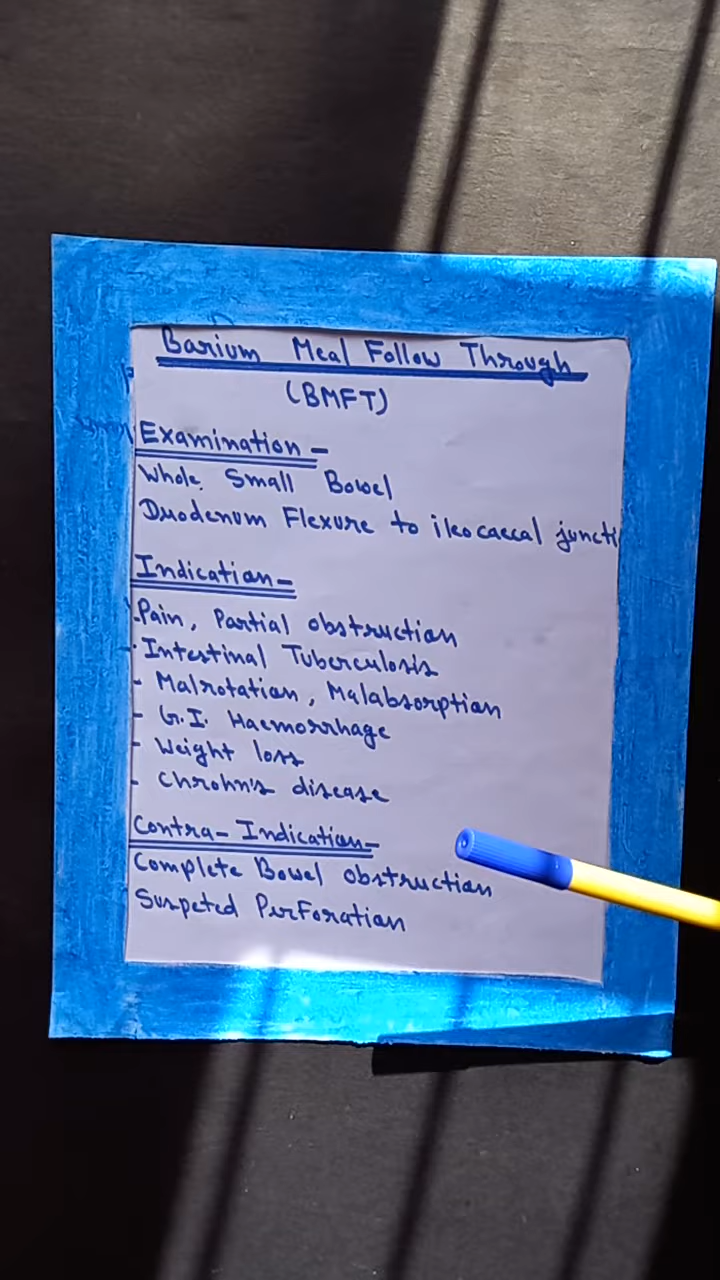 Barium Meal Follow Through
(BMFT)
Examination -
Whole Small Bowel
Duodenum Flexure to ileocaecal juncti
Indication -
- Pain, Partial obstruction
- Intestinal Tuberculosis
- Malrotation, Malabsorption
- G.I. Haemorrhage
- Weight loss
- Chrohn's disease
Contra-Indication -
Complete Bowel obstruction
Suspeted Perforation